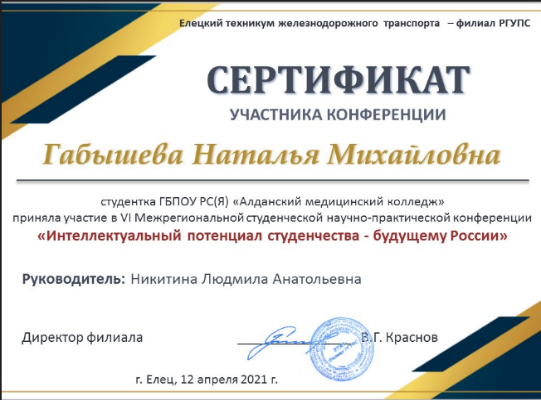 Елецкий техникум железнодорожного транспорта – филиал РГУПС
СЕРТИФИКАТ
УЧАСТНИКА КОНФЕРЕНЦИИ
Габышева Наталья Михайловна
студентка ГБПОУ РС(Я) «Алданский медицинский колледж»
приняла участие в VI Межрегиональной студенческой научно-практической конференции
«Интеллектуальный потенциал студенчества - будущему России»
Руководитель: Никитина Людмила Анатольевна
Директор филиала В.Г. Краснов
г. Елец, 12 апреля 2021 г.